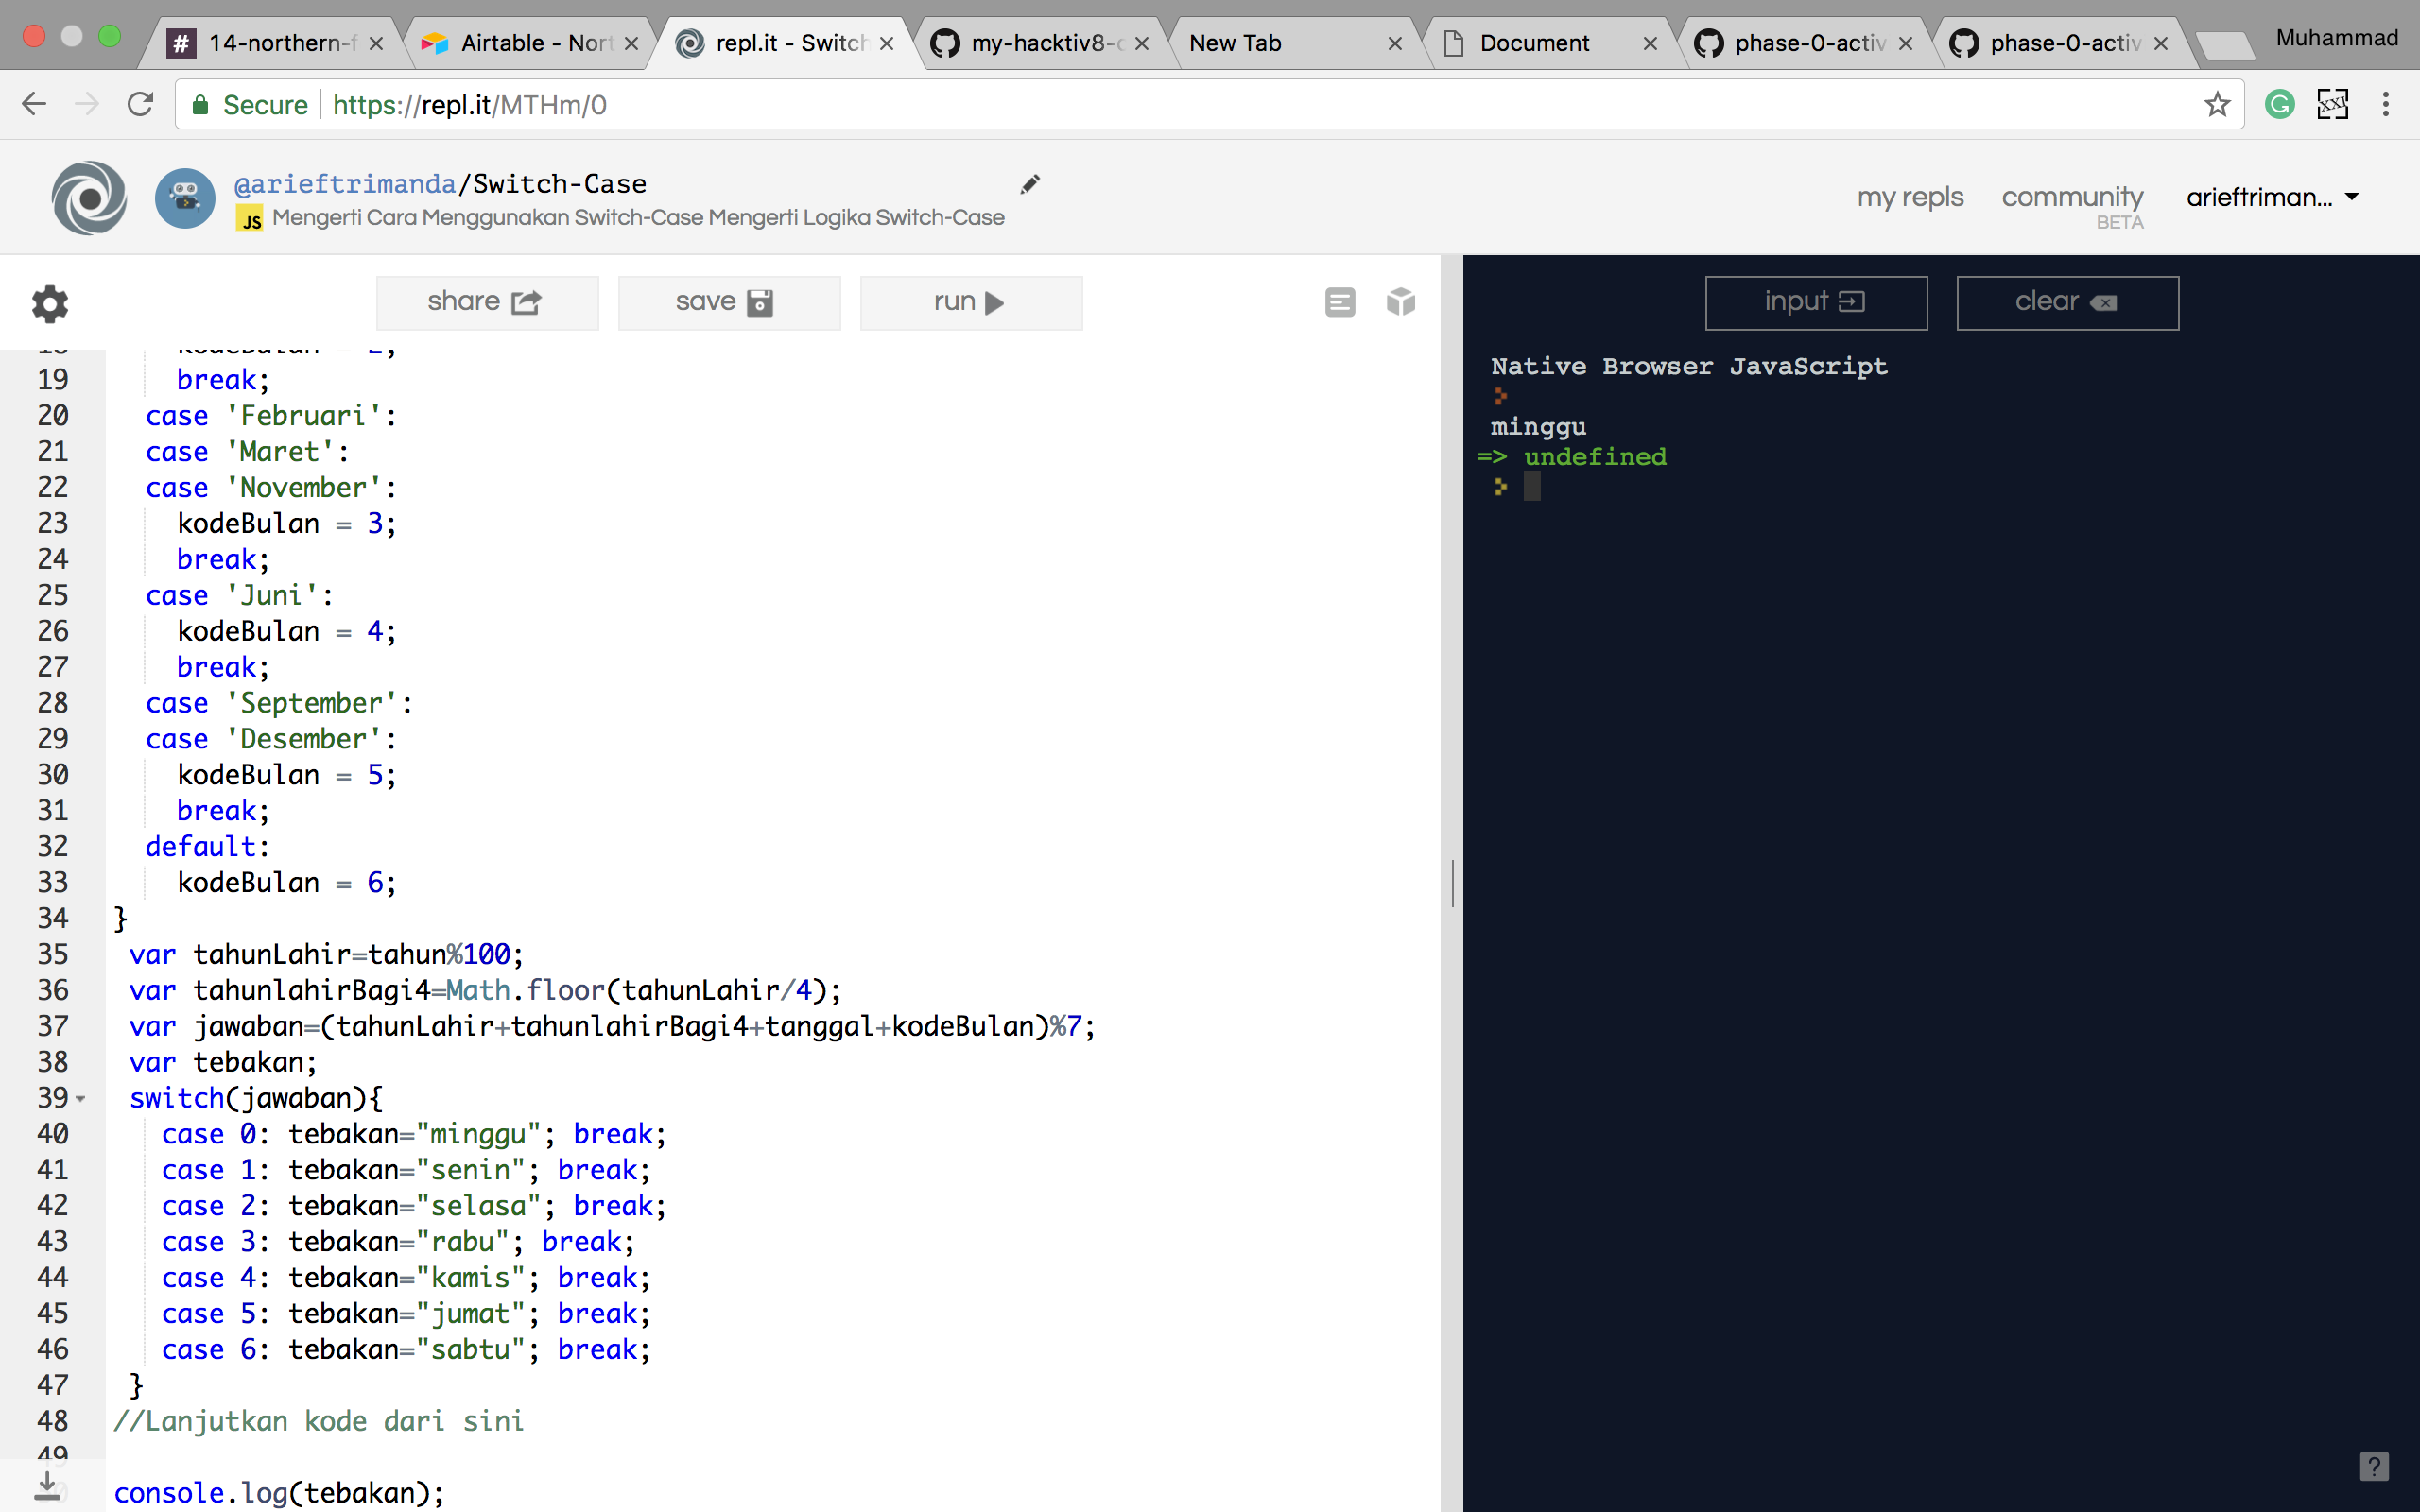 14-northern-f
Airtable - Nort
repl.it - Switch
my-hacktiv8-c
New Tab
Document
phase-0-activ
phase-0-activ
Muhammad
Secure https://repl.it/MTHm/0
@arieftrimanda/Switch-Case
JS Mengerti Cara Menggunakan Switch-Case Mengerti Logika Switch-Case
my repls
community
BETA
arieftriman...
share
save
run
input
clear
18 kodeBulan = 2;
19 break;
20 case 'Februari':
21 case 'Maret':
22 case 'November':
23 kodeBulan = 3;
24 break;
25 case 'Juni':
26 kodeBulan = 4;
27 break;
28 case 'September':
29 case 'Desember':
30 kodeBulan = 5;
31 break;
32 default:
33 kodeBulan = 6;
34 }
35 var tahunLahir=tahun%100;
36 var tahunlahirBagi4=Math.floor(tahunLahir/4);
37 var jawaban=(tahunLahir+tahunlahirBagi4+tanggal+kodeBulan)%7;
38 var tebakan;
39 switch(jawaban){
40 case 0: tebakan="minggu"; break;
41 case 1: tebakan="senin"; break;
42 case 2: tebakan="selasa"; break;
43 case 3: tebakan="rabu"; break;
44 case 4: tebakan="kamis"; break;
45 case 5: tebakan="jumat"; break;
46 case 6: tebakan="sabtu"; break;
47 }
48 //Lanjutkan kode dari sini
49
console.log(tebakan);
Native Browser JavaScript
minggu
=> undefined
?